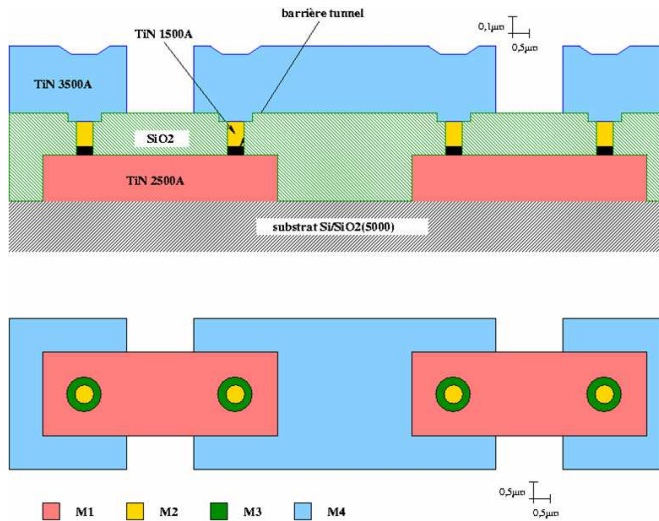 barrière tunnel
TiN 1500A
0,1µm
0,5µm
TiN 3500A
SiO2
TiN 2500A
substrat Si/SiO2(5000)
0,5µm
0,5µm
M1 M2 M3 M4